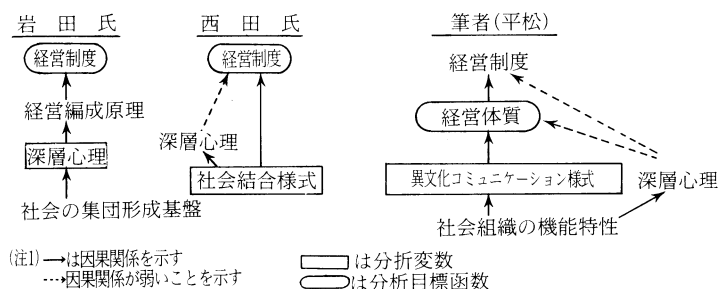 岩田氏
経営制度
経営編成原理
深層心理
社会の集団形成基盤
西田氏
経営制度
深層心理
社会結合様式
筆者(平松)
経営制度
経営体質
異文化コミュニケーション様式
深層心理
社会組織の機能特性
(注1) →は因果関係を示す
⇢因果関係が弱いことを示す
は分折変数
は分析目標函数